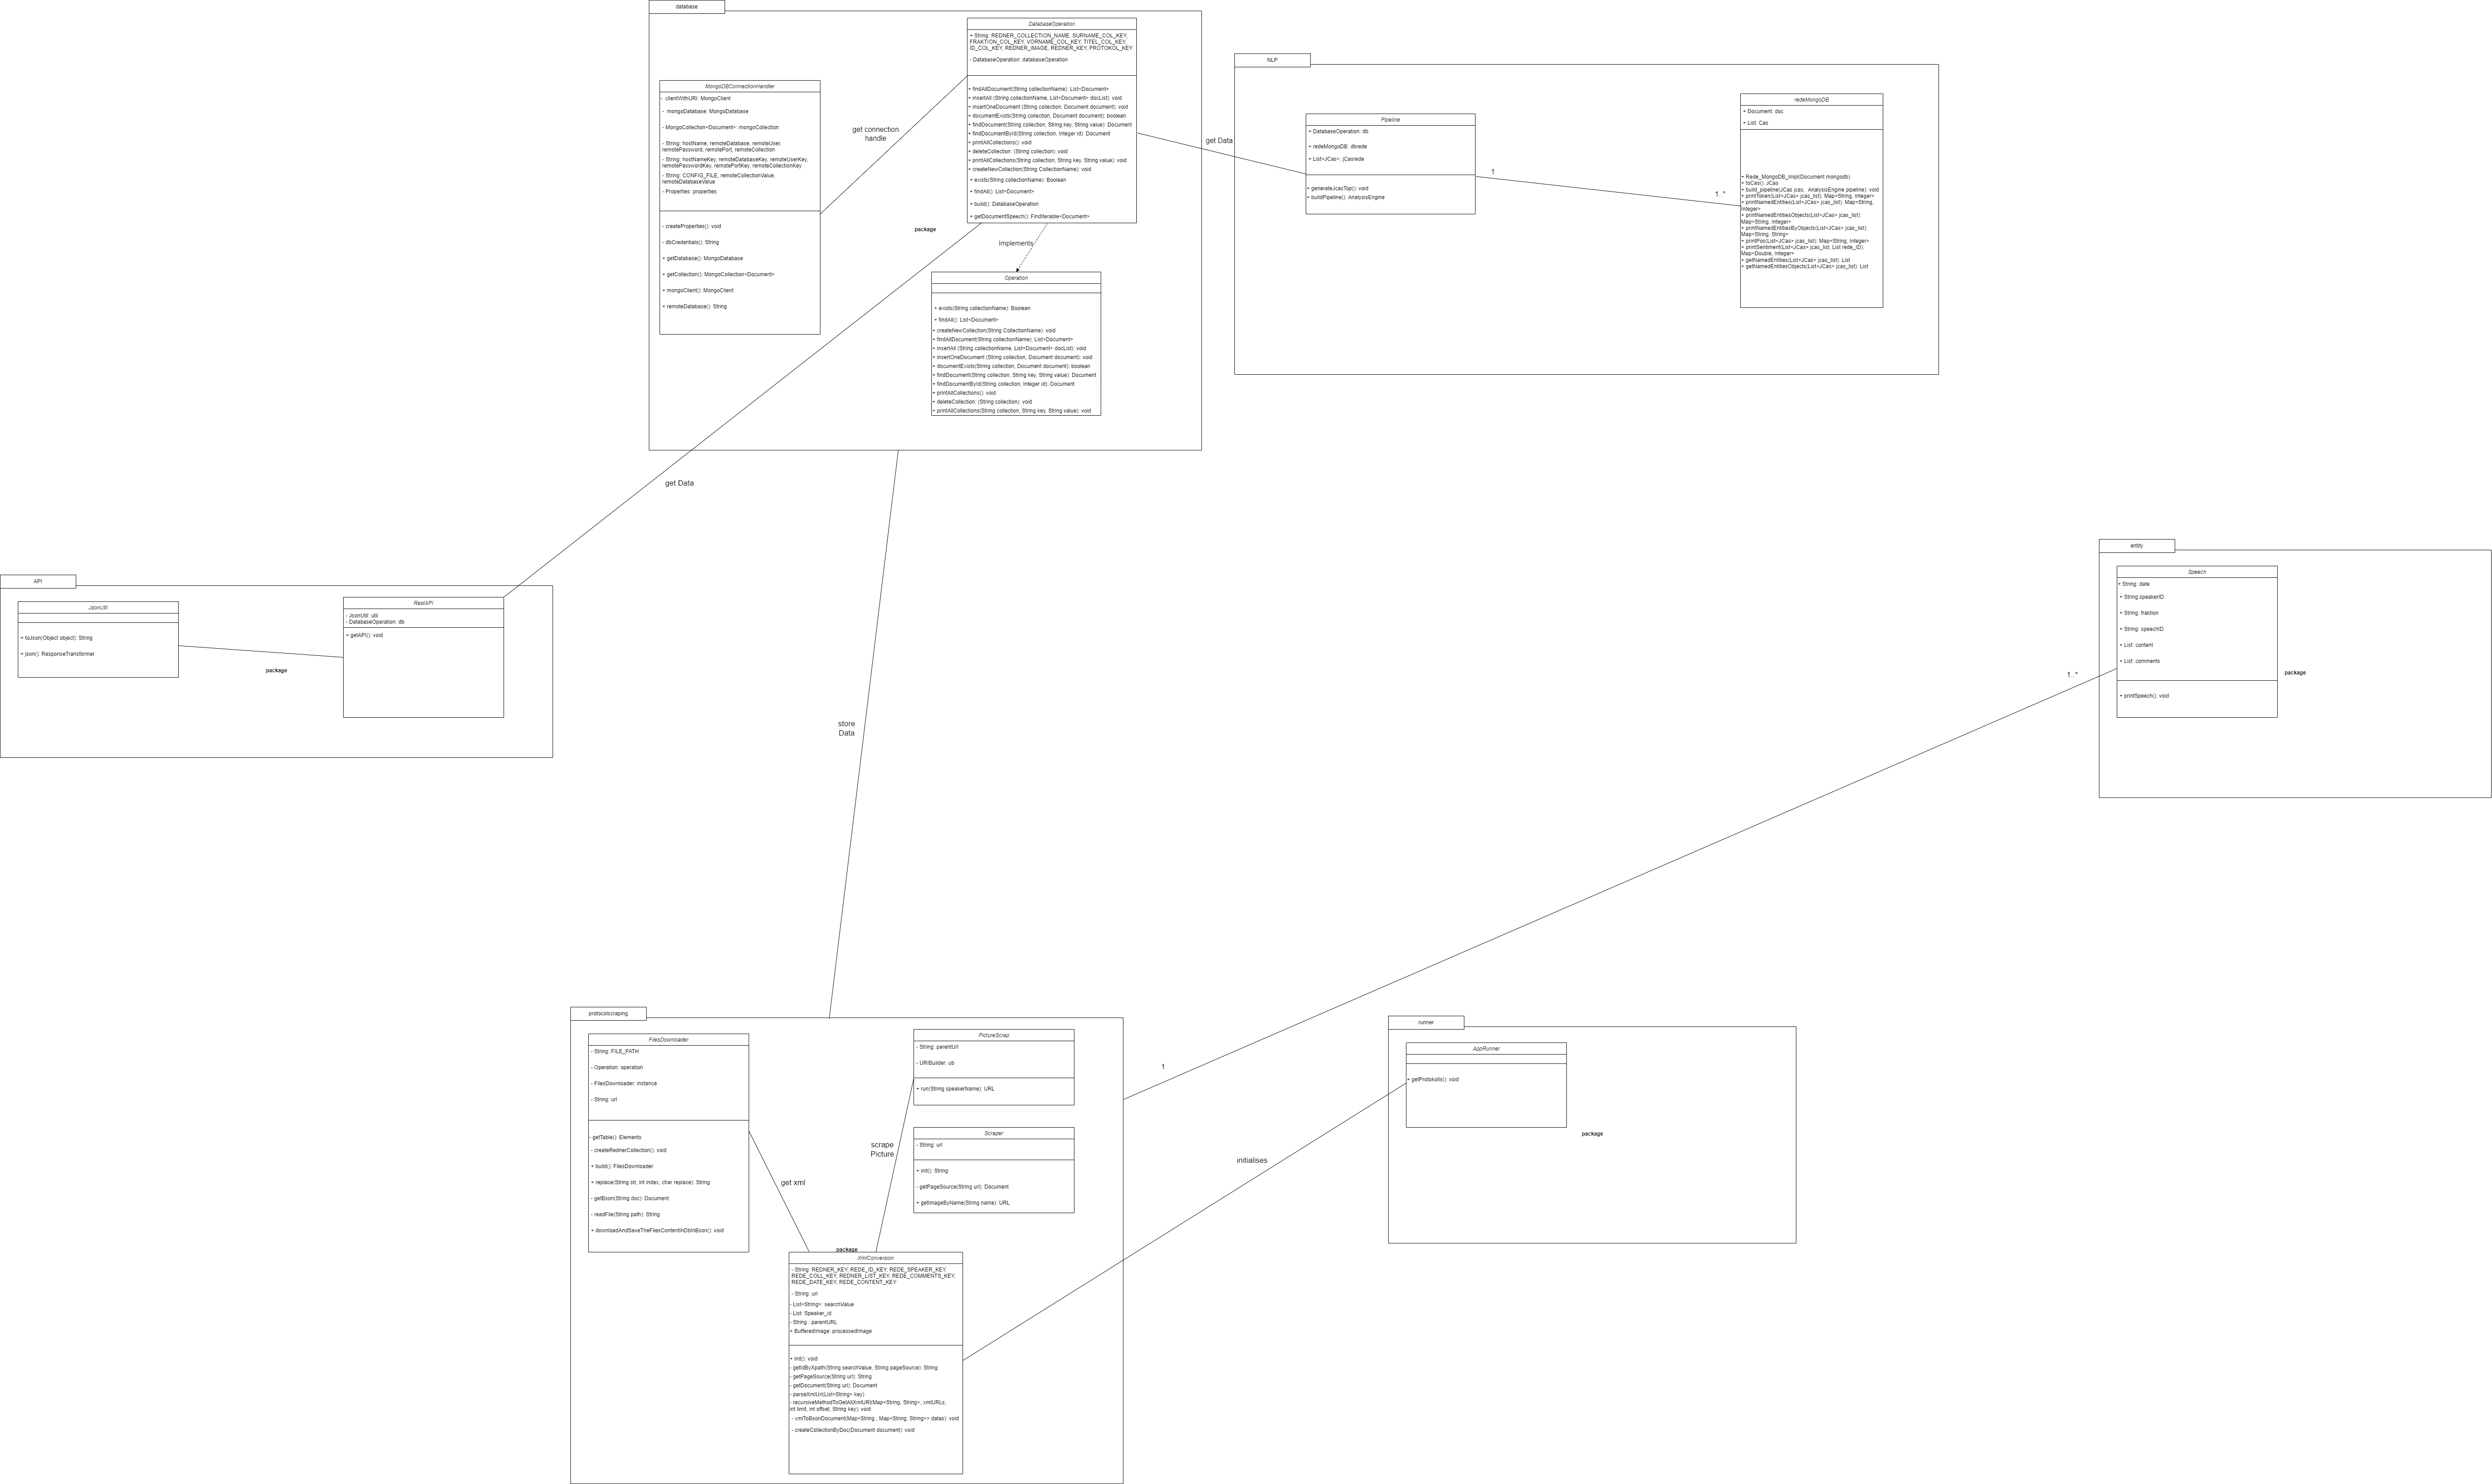 database
DatabaseOperation
+ String: REDNER_COLLECTION_NAME, SURNAME_COL_KEY,
FRAKTION_COL_KEY, VORNAME_COL_KEY, TITEL_COL_KEY,
ID_COL_KEY, REDNER_IMAGE, REDNER_KEY, PROTOKOL_KEY
- DatabaseOperation: databaseOperation
+ findAllDocument(String collectionName): List<Document>
+ insertAll (String collectionName, List<Document> docList): void
+ insertOneDocument (String collection, Document document): void
+ documentExists(String collection, Document document): boolean
+ findDocument(String collection, String key, String value): Document
+ findDocumentById(String collection, Integer id): Document
+ printAllCollections(): void
+ deleteCollection: (String collection): void
+ printAllCollections(String collection, String key, String value): void
+ createNewCollection(String CollectionName): void
+ exists(String collectionName): Boolean
+ findAll(): List<Document>
+ build(): DatabaseOperation
+ getDocumentSpeech(): FindIterable<Document>
MongoDBConnectionHandler
- clientWithURI: MongoClient
- mongoDatabase: MongoDatabase
- MongoCollection<Document>: mongoCollection
- String: hostName, remoteDatabase, remoteUser,
remotePassword, remotePort, remoteCollection
- String: hostNameKey, remoteDatabaseKey, remoteUserKey,
remotePasswordKey, remotePortKey, remoteCollectionKey
- String: CONFIG_FILE, remoteCollectionValue,
remoteDatabaseValue
- Properties: properties
- createProperties(): void
- dbCredentials(): String
+ getDatabase(): MongoDatabase
+ getCollection(): MongoCollection<Document>
+ mongoClient(): MongoClient
+ remoteDatabase(): String
get connection
handle
package
Implements
Operation
+ exists(String collectionName): Boolean
+ findAll(): List<Document>
+ createNewCollection(String CollectionName): void
+ findAllDocument(String collectionName): List<Document>
+ insertAll (String collectionName, List<Document> docList): void
+ insertOneDocument (String collection, Document document): void
+ documentExists(String collection, Document document): boolean
+ findDocument(String collection, String key, String value): Document
+ findDocumentById(String collection, Integer id): Document
+ printAllCollections(): void
+ deleteCollection: (String collection): void
+ printAllCollections(String collection, String key, String value): void
get Data
NLP
Pipeline
+ DatabaseOperation: db
+ redeMongoDB: dbrede
+ List<JCas>: jCasrede
+ generateJcasTop(): void
+ buildPipeline(): AnalysisEngine
1
1..*
redeMongoDB
+ Document: doc
+ List: Cas
+ Rede_MongoDB_Impl(Document mongodb)
+ toCas(): JCas
+ build_pipeline(JCas jcas, AnalysisEngine pipeline): void
+ printToken(List<JCas> jcas_list): Map<String, Integer>
+ printNamedEntities(List<JCas> jcas_list): Map<String,
Integer>
+ printNamedEntitiesObjects(List<JCas> jcas_list):
Map<String, Integer>
+ printNamedEntitiesByObjects(List<JCas> jcas_list):
Map<String, String>
+ printPos(List<JCas> jcas_list): Map<String, Integer>
+ printSentiment(List<JCas> jcas_list, List rede_ID):
Map<Double, Integer>
+ getNamedEntities(List<JCas> jcas_list): List
+ getNamedEntitiesObjects(List<JCas> jcas_list): List
get Data
API
JsonUtil
+ toJson(Object object): String
+ json(): ResponseTransformer
package
RestAPI
- JsonUtil: util
- DatabaseOperation: db
+ getAPI(): void
store
Data
entity
Speech
+ String: date
+ String:speakerID
+ String: fraktion
+ String: speechID
+ List: content
+ List: comments
+ printSpeech(): void
package
1..*
1
protocolscraping
FilesDownloader
- String: FILE_PATH
- Operation: operation
- FilesDownloader: instance
- String: url
- getTable(): Elements
- createRednerCollection(): void
+ build(): FilesDownloader
+ replace(String str, int index, char replace): String
- getBson(String doc): Document
- readFile(String path): String
+ downloadAndSaveTheFilesContentInDbInBson(): void
PictureScrap
- String: parentUrl
- URIBuilder: ub
+ run(String speakerName): URL
scrape
Picture
Scraper
- String: url
+ init(): String
- getPageSource(String url): Document
+ getImageByName(String name): URL
get xml
package
XmlConversion
- String: REDNER_KEY, REDE_ID_KEY, REDE_SPEAKER_KEY,
REDE_COLL_KEY, REDNER_LIST_KEY, REDE_COMMENTS_KEY,
REDE_DATE_KEY, REDE_CONTENT_KEY
- String: url
- List<String>: searchValue
- List: Speaker_id
- String : parentURL
+ BufferedImage: processedImage
+ init(): void
- getIdByXpath(String searchValue, String pageSource): String
- getPageSource(String url): String
- getDocument(String url): Document
- parseXmlUrl(List<String> key)
- recursiveMethodToGetAllXmlURI(Map<String, String>, xmlURLs,
int limit, int offset, String key): void
- xmlToBsonDocument(Map<String , Map<String, String>> datas): void
- createCollectionByDoc(Document document): void
initialises
runner
AppRunner
+ getProtokolls(): void
package